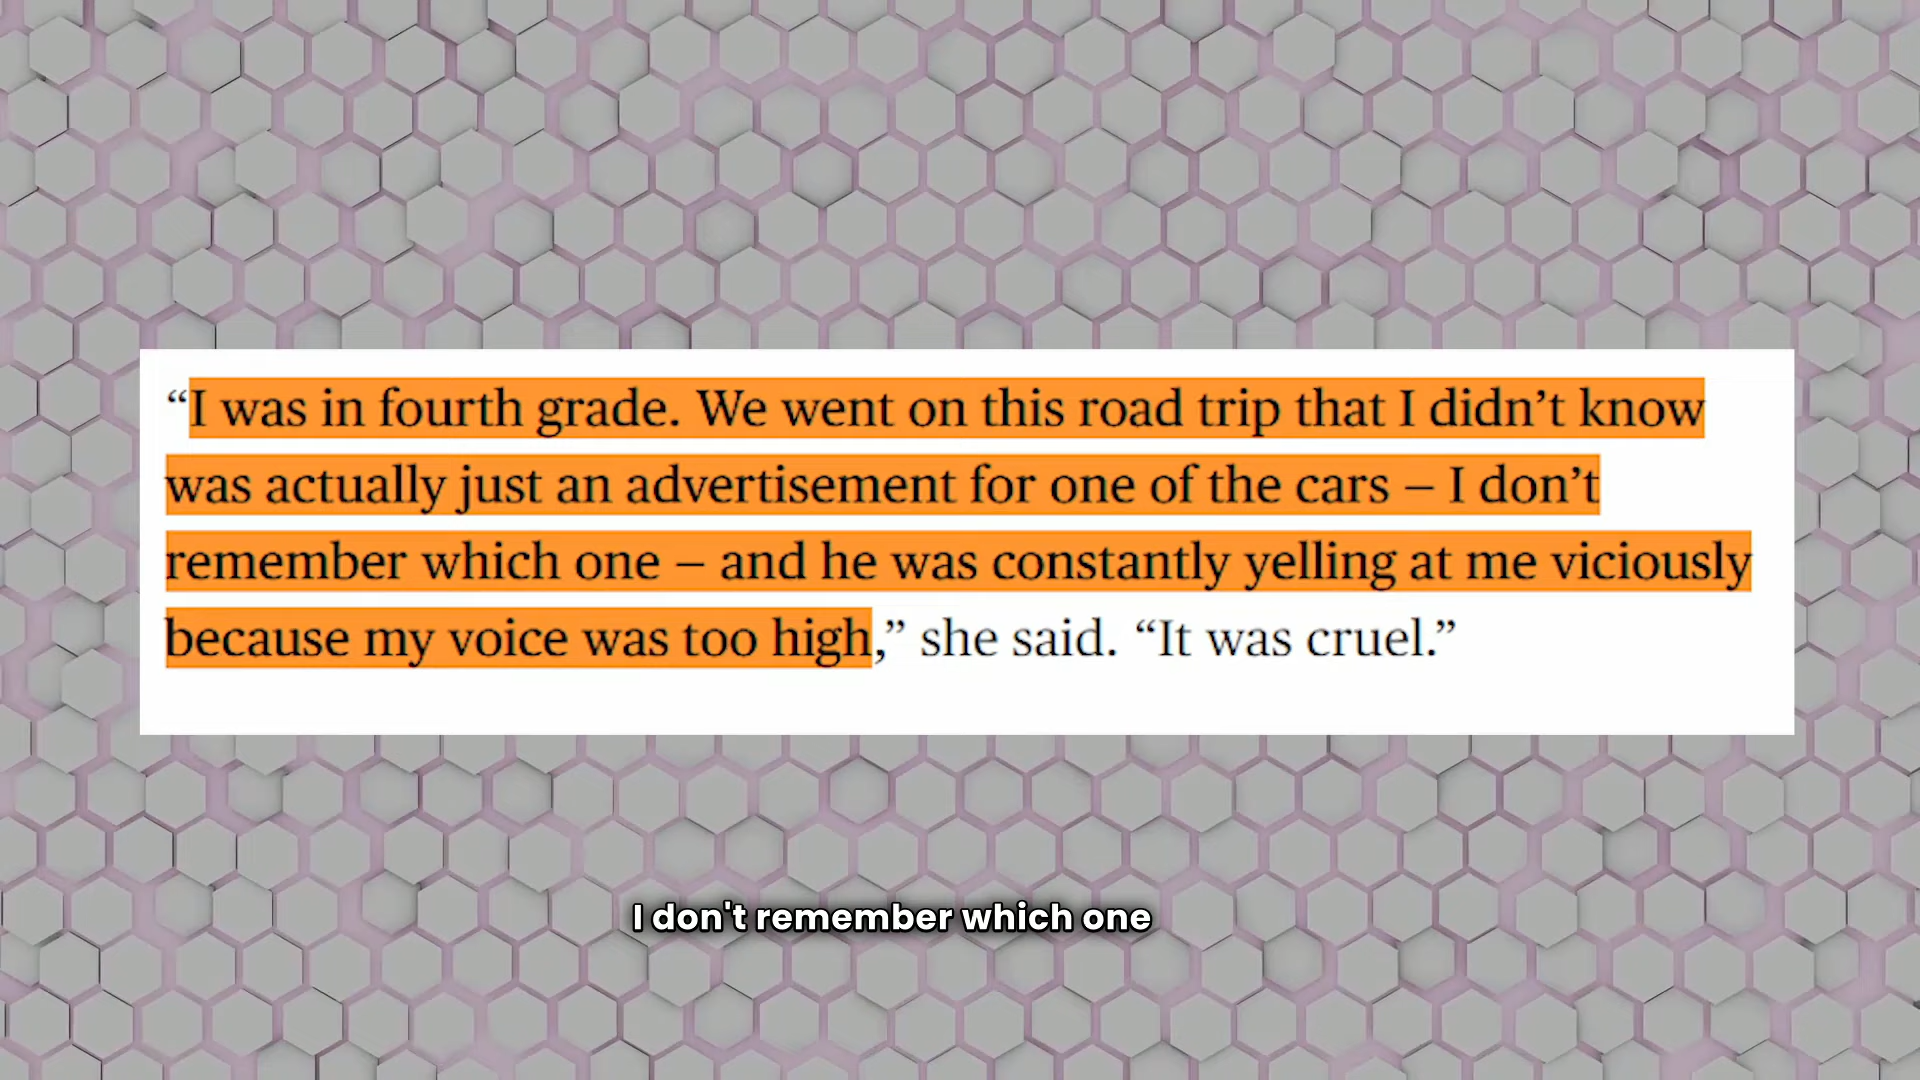 “I was in fourth grade. We went on this road trip that I didn’t know
was actually just an advertisement for one of the cars – I don’t
remember which one – and he was constantly yelling at me viciously
because my voice was too high,” she said. “It was cruel.”
I don't remember which one